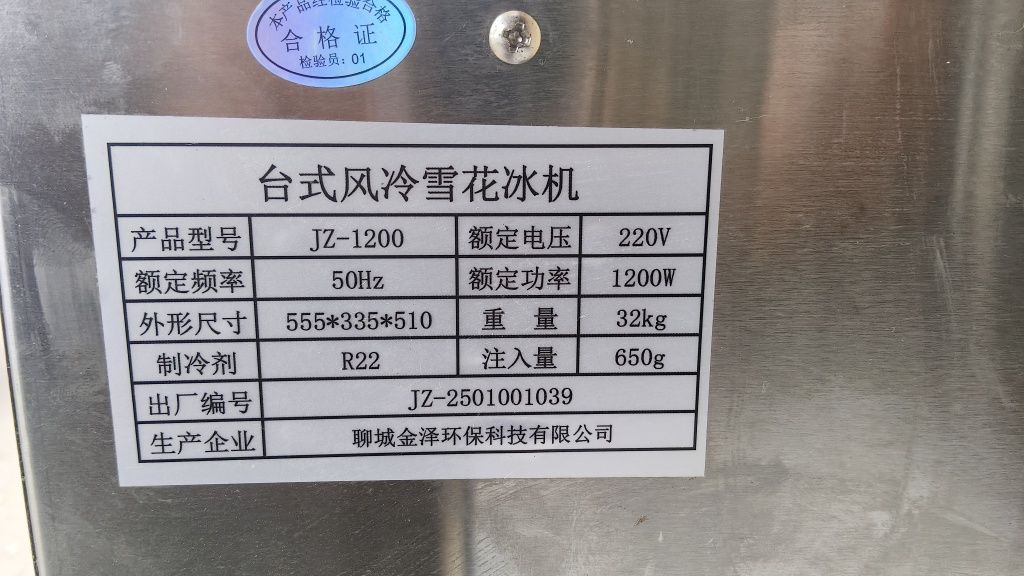 本产品经检验合格
合格证
检验员：01
台式风冷雪花冰机
产品型号 JZ-1200 额定电压 220V
额定频率 50Hz 额定功率 1200W
外形尺寸 555*335*510 重 量 32kg
制冷剂 R22 注入量 650g
出厂编号 JZ-2501001039
生产企业 聊城金泽环保科技有限公司